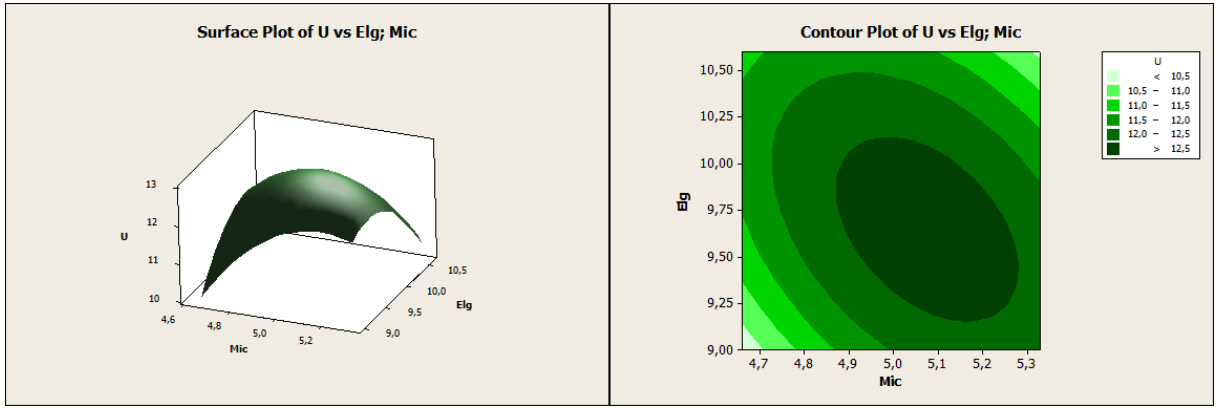 Surface Plot of U vs Elg; Mic
13
12
U
11
10
4,6
4,8
5,0
5,2
Mic
9,0
9,5
10,0
10,5
Elg
Contour Plot of U vs Elg; Mic
10,50
10,25
10,00
9,75
9,50
9,25
9,00
Elg
4,7 4,8 4,9 5,0 5,1 5,2 5,3
Mic
U
< 10,5
10,5 – 11,0
11,0 – 11,5
11,5 – 12,0
12,0 – 12,5
> 12,5